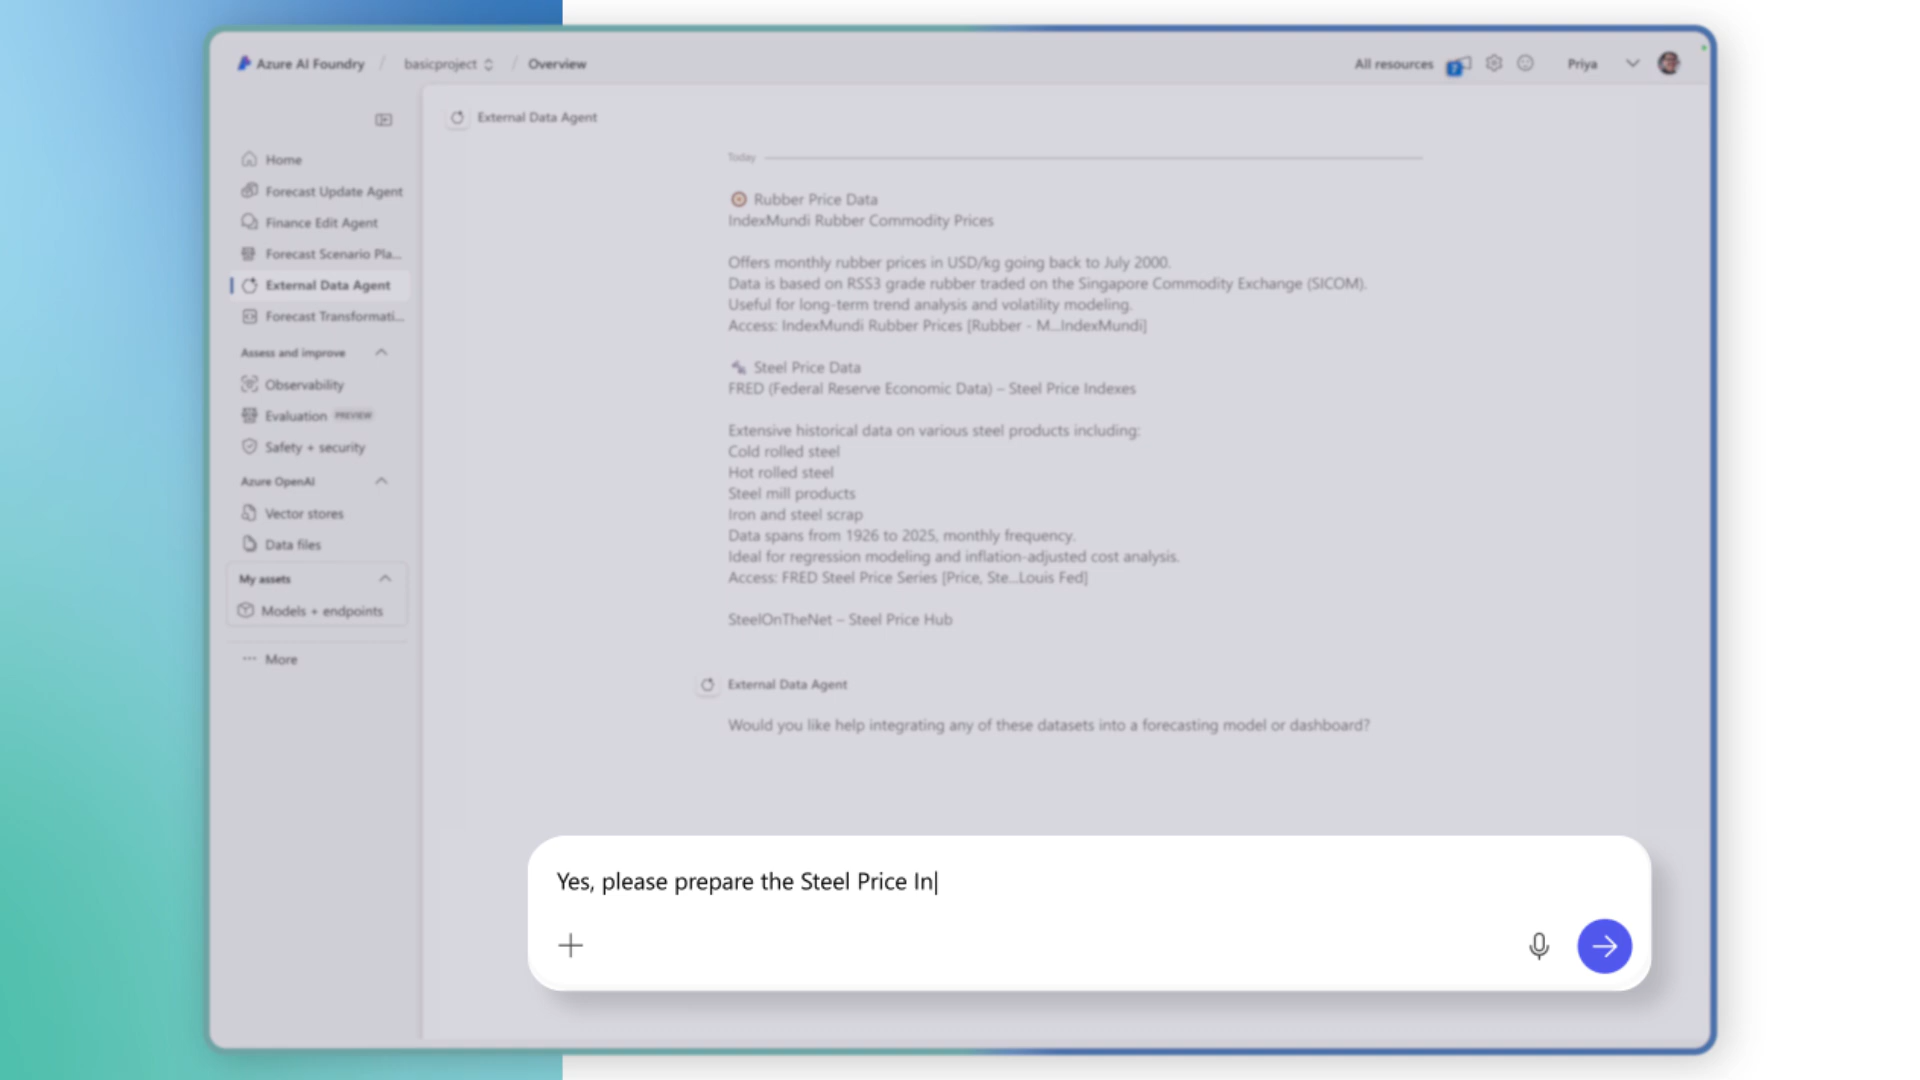 Azure AI Foundry / basicproject / Overview
All resources
7
Priya
External Data Agent
Home
Forecast Update Agent
Finance Edit Agent
Forecast Scenario Pla...
External Data Agent
Forecast Transformati...
Assess and improve
Observability
Evaluation PREVIEW
Safety + security
Azure OpenAI
Vector stores
Data files
My assets
Models + endpoints
... More
Today
Rubber Price Data
IndexMundi Rubber Commodity Prices
Offers monthly rubber prices in USD/kg going back to July 2000.
Data is based on RSS3 grade rubber traded on the Singapore Commodity Exchange (SICOM).
Useful for long-term trend analysis and volatility modeling.
Access: IndexMundi Rubber Prices [Rubber - M...IndexMundi]
Steel Price Data
FRED (Federal Reserve Economic Data) – Steel Price Indexes
Extensive historical data on various steel products including:
Cold rolled steel
Hot rolled steel
Steel mill products
Iron and steel scrap
Data spans from 1926 to 2025, monthly frequency.
Ideal for regression modeling and inflation-adjusted cost analysis.
Access: FRED Steel Price Series [Price, Ste...Louis Fed]
SteelOnTheNet – Steel Price Hub
External Data Agent
Would you like help integrating any of these datasets into a forecasting model or dashboard?
Yes, please prepare the Steel Price In